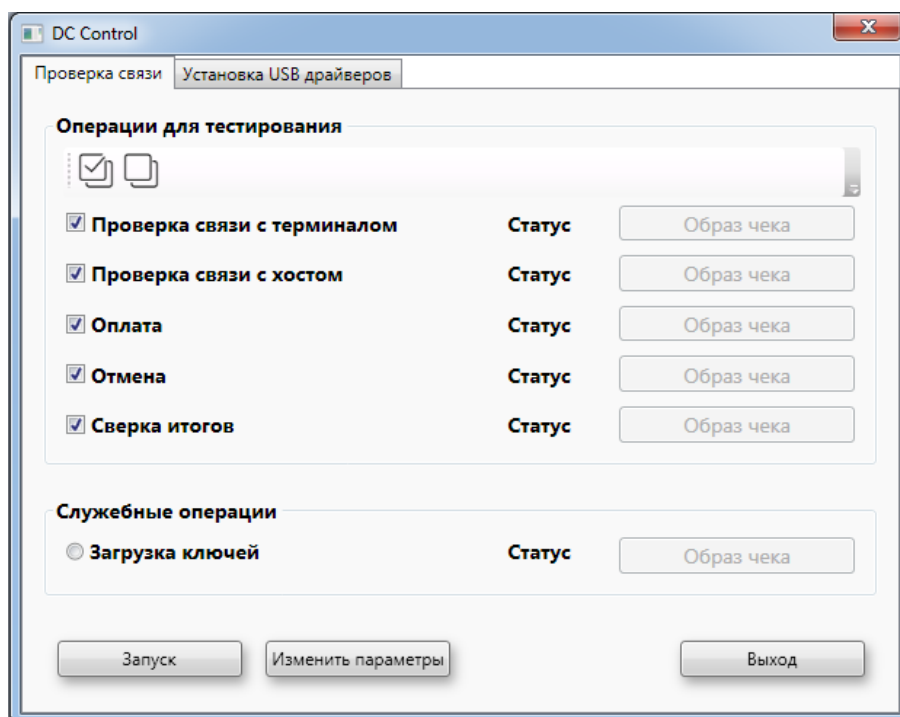 DC Control
Проверка связи Установка USB драйверов
Операции для тестирования
Проверка связи с терминалом Статус Образ чека
Проверка связи с хостом Статус Образ чека
Оплата Статус Образ чека
Отмена Статус Образ чека
Сверка итогов Статус Образ чека
Служебные операции
Загрузка ключей Статус Образ чека
Запуск Изменить параметры Выход